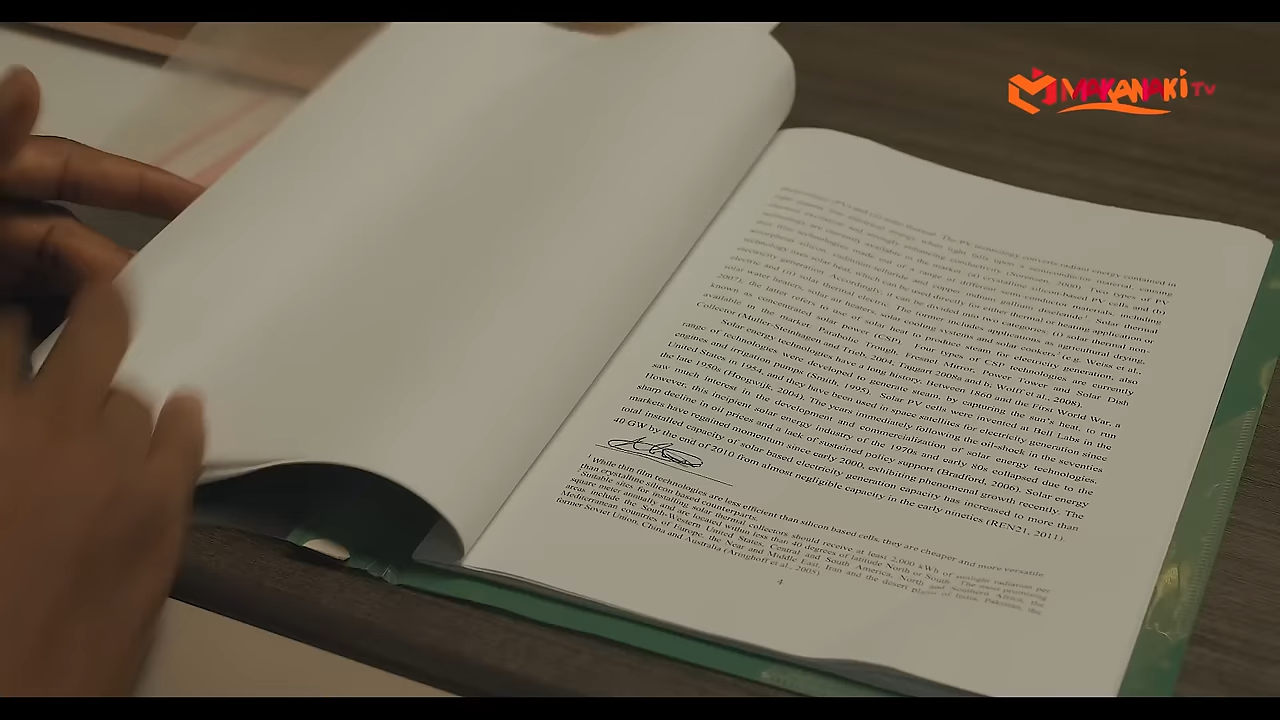 MAKANAKI TV
photovoltaic (PV) and (ii) solar thermal. The PV technology converts radiant energy contained in
light quanta into electrical energy when light falls upon a semiconductor material, causing
electron excitation and strongly enhancing conductivity (Sorensen, 2000). Two types of PV
technology are currently available in the market: (a) crystalline silicon-based PV cells and (b)
thin film technologies made out of a range of different semi-conductor materials, including
amorphous silicon, cadmium-telluride and copper indium gallium diselenide¹. Solar thermal
technology uses solar heat, which can be used directly for either thermal or heating application or
electricity generation. Accordingly, it can be divided into two categories: (i) solar thermal non-
electric and (ii) solar thermal electric. The former includes applications as agricultural drying,
solar water heaters, solar air heaters, solar cooling systems and solar cookers² (e.g. Weiss et al.,
2007); the latter refers to use of solar heat to produce steam for electricity generation, also
known as concentrated solar power (CSP). Four types of CSP technologies are currently
available in the market: Parabolic Trough, Fresnel Mirror, Power Tower and Solar Dish
Collector (Muller-Steinhagen and Trieb, 2004; Taggart 2008a and b; Wolff et al., 2008).
Solar energy technologies have a long history. Between 1860 and the First World War, a
range of technologies were developed to generate steam, by capturing the sun's heat, to run
engines and irrigation pumps (Smith, 1995). Solar PV cells were invented at Bell Labs in the
United States in 1954, and they have been used in space satellites for electricity generation since
the late 1950s (Hoogwijk, 2004). The years immediately following the oil-shock in the seventies
saw much interest in the development and commercialization of solar energy technologies.
However, this incipient solar energy industry of the 1970s and early 80s collapsed due to the
sharp decline in oil prices and a lack of sustained policy support (Bradford, 2006). Solar energy
markets have regained momentum since early 2000, exhibiting phenomenal growth recently. The
total installed capacity of solar based electricity generation capacity has increased to more than
40 GW by the end of 2010 from almost negligible capacity in the early nineties (REN21, 2011).
¹ While thin film technologies are less efficient than silicon based cells, they are cheaper and more versatile
than crystalline silicon based counterparts.
² Suitable sites for installing solar thermal collectors should receive at least 2,000 kWh of sunlight radiation per
square meter annually and are located within less than 40 degrees of latitude North or South. The most promising
areas include the South-Western United States, Central and South America, North and Southern Africa, the
Mediterranean countries of Europe, the Near and Middle East, Iran and the desert plains of India, Pakistan, the
former Soviet Union, China and Australia (Aringhoff et al., 2005)
4